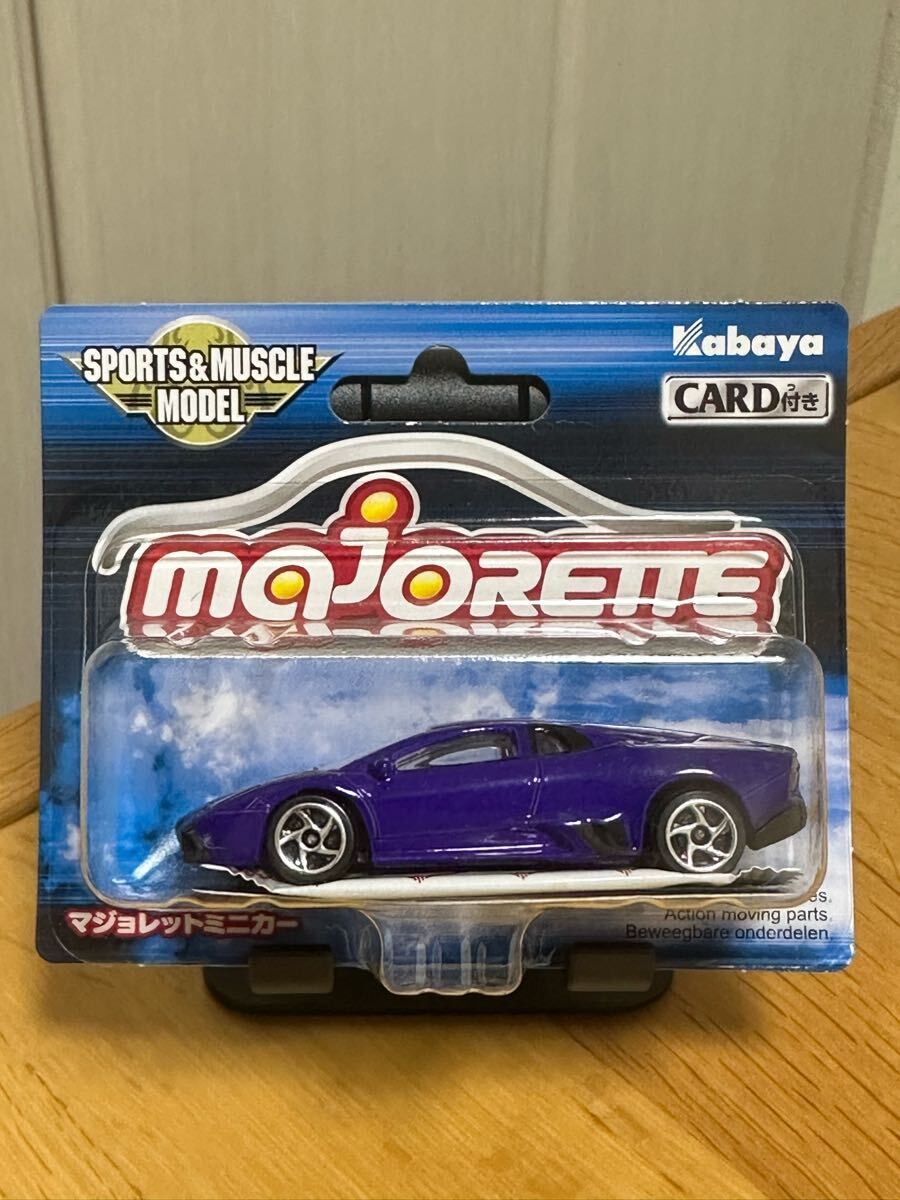 SPORTS & MUSCLE
MODEL
Kabaya
CARD付き
majorette
マジョレットミニカー
Action moving parts.
Beweegbare onderdelen.